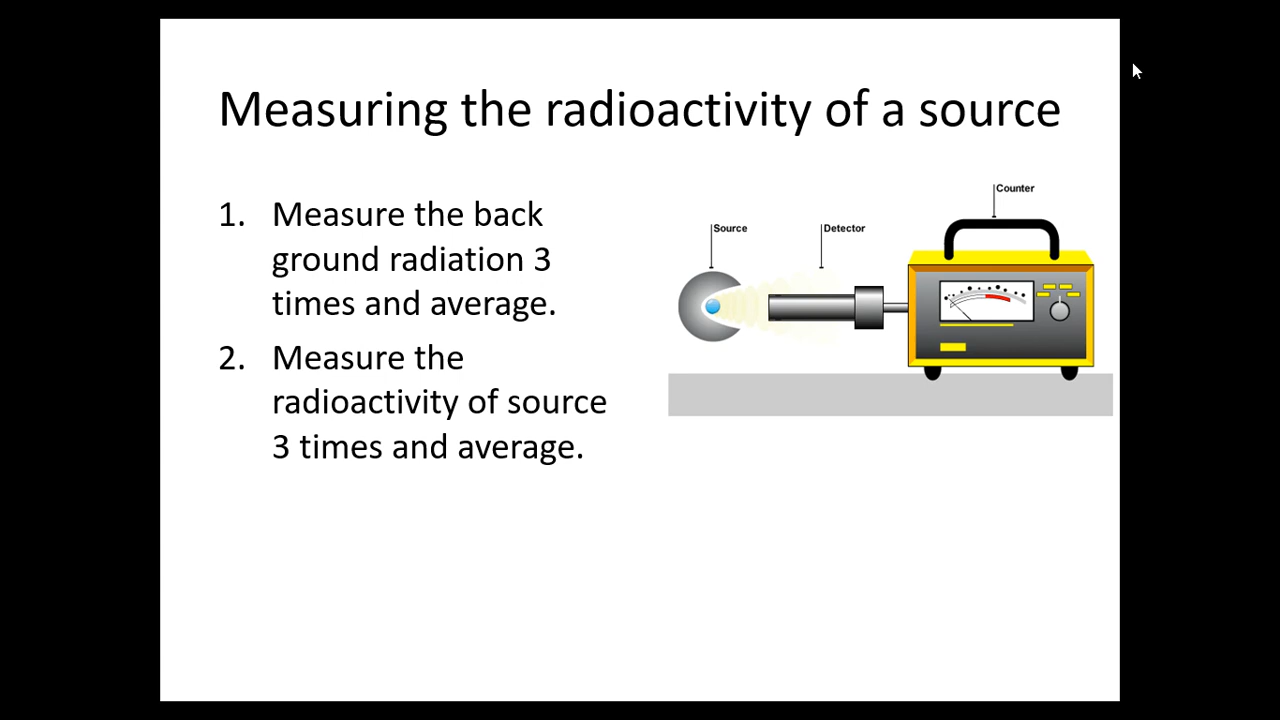 Measuring the radioactivity of a source
1. Measure the back
ground radiation 3
times and average.
2. Measure the
radioactivity of source
3 times and average.
Counter
Source
Detector